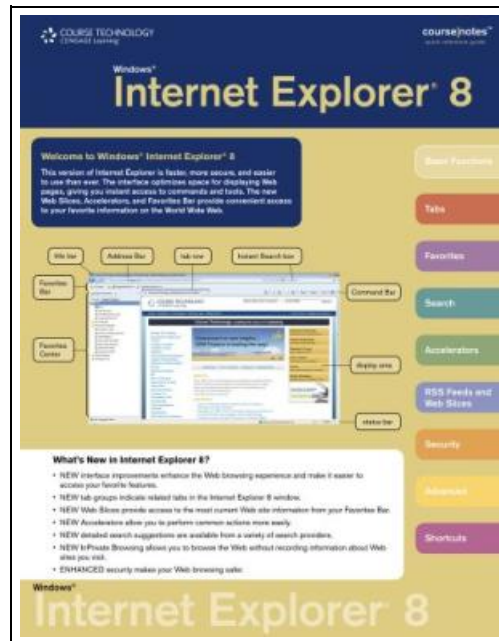 COURSE TECHNOLOGY
CENGAGE Learning
course|notes™
quick reference guide
Windows®
Internet Explorer® 8
Welcome to Windows® Internet Explorer® 8
This version of Internet Explorer is faster, more secure, and easier
to use than ever. The interface optimizes space for displaying Web
pages, giving you instant access to commands and tools. The new
Web Slices, Accelerators, and Favorites Bar provide convenient access
to your favorite information on the World Wide Web.
Basic Functions
Tabs
Favorites
Search
Accelerators
RSS Feeds and
Web Slices
Security
Advanced
Shortcuts
title bar
Address Bar
tab row
Instant Search box
Favorites
Bar
Command Bar
Favorites
Center
display area
status bar
COURSE TECHNOLOGY
What's New in Internet Explorer 8?
• NEW interface improvements enhance the Web browsing experience and make it easier to
access your favorite features.
• NEW tab groups indicate related tabs in the Internet Explorer 8 window.
• NEW Web Slices provide access to the most current Web site information from your Favorites Bar.
• NEW Accelerators allow you to perform common actions more easily.
• NEW detailed search suggestions are available from a variety of search providers.
• NEW InPrivate Browsing allows you to browse the Web without recording information about Web
sites you visit.
• ENHANCED security makes your Web browsing safer.
Windows®
Internet Explorer® 8